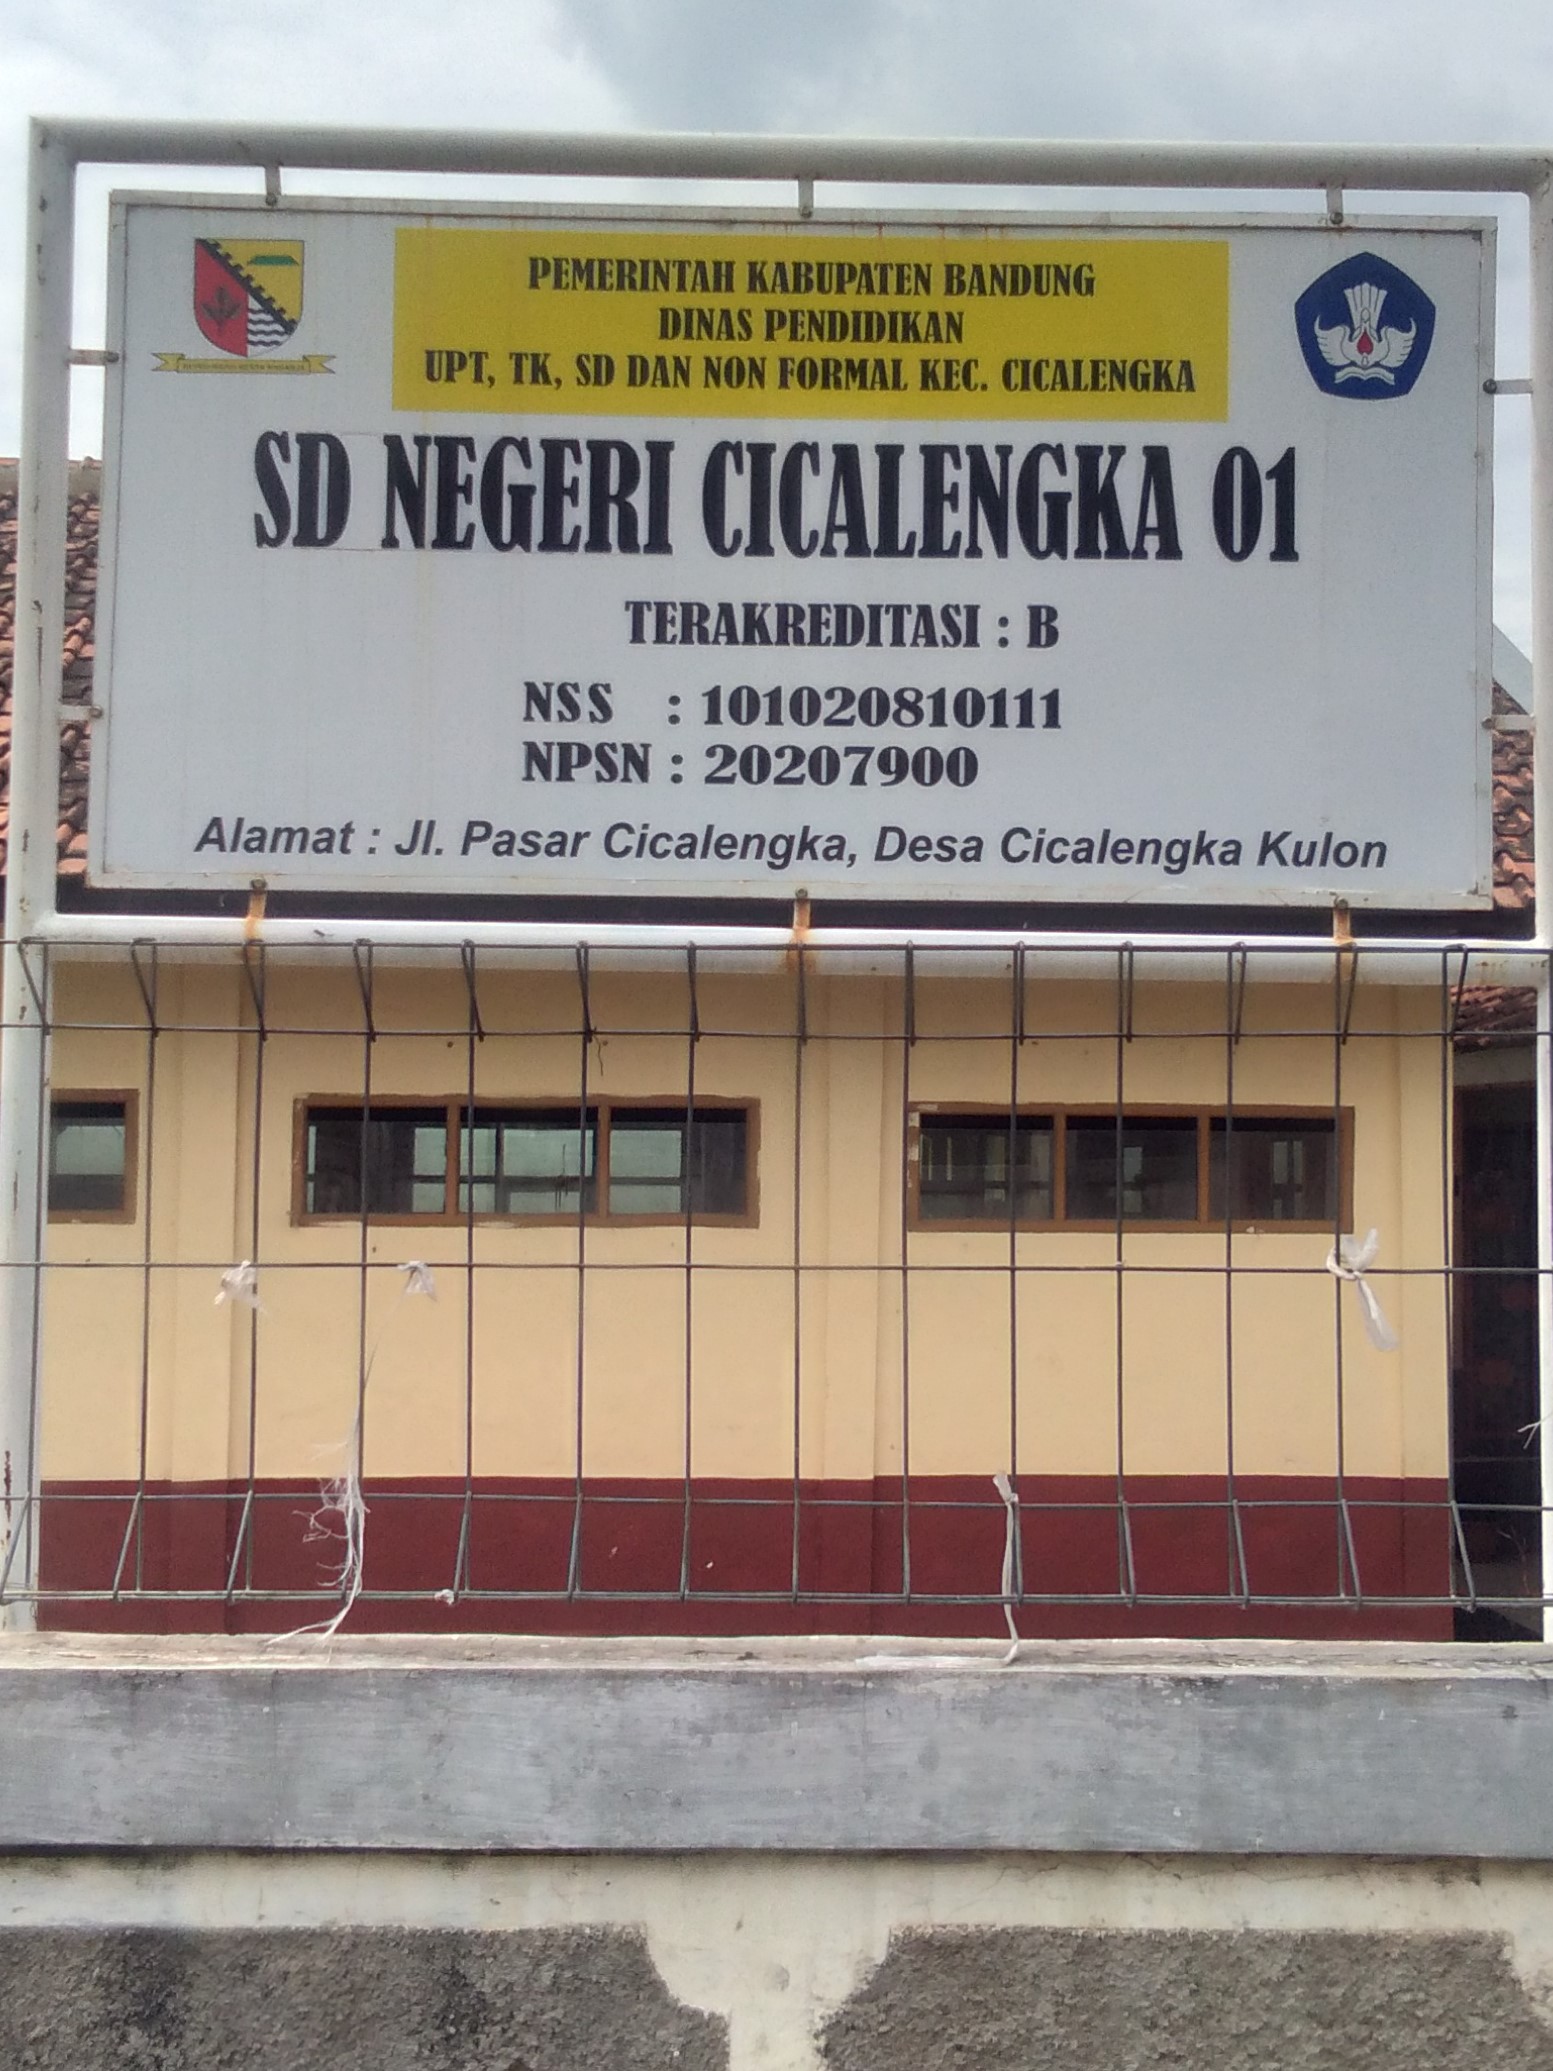 PEMERINTAH KABUPATEN BANDUNG
DINAS PENDIDIKAN
UPT, TK, SD DAN NON FORMAL KEC. CICALENGKA
SD NEGERI CICALENGKA 01
TERAKREDITASI : B
NSS : 101020810111
NPSN : 20207900
Alamat : Jl. Pasar Cicalengka, Desa Cicalengka Kulon